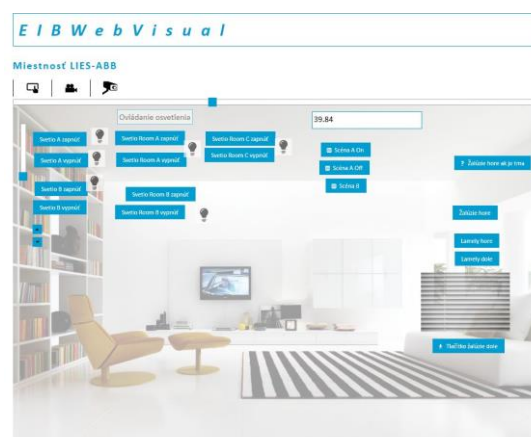 EIBWebVisual
Miestnosť LIES-ABB
Ovládanie osvetlenia
39.84
Svetlo A zapnúť
Svetlo Room A zapnúť
Svetlo Room C zapnúť
Scéna A On
Svetlo A vypnúť
Svetlo Room A vypnúť
Svetlo Room C vypnúť
Scéna A Off
? Žalúzie hore ak je tma
Svetlo B zapnúť
Svetlo Room B zapnúť
Scéna B
Svetlo B vypnúť
Svetlo Room B vypnúť
Žalúzie hore
Lamely hore
Lamely dole
Tlačítko žalúzie dole